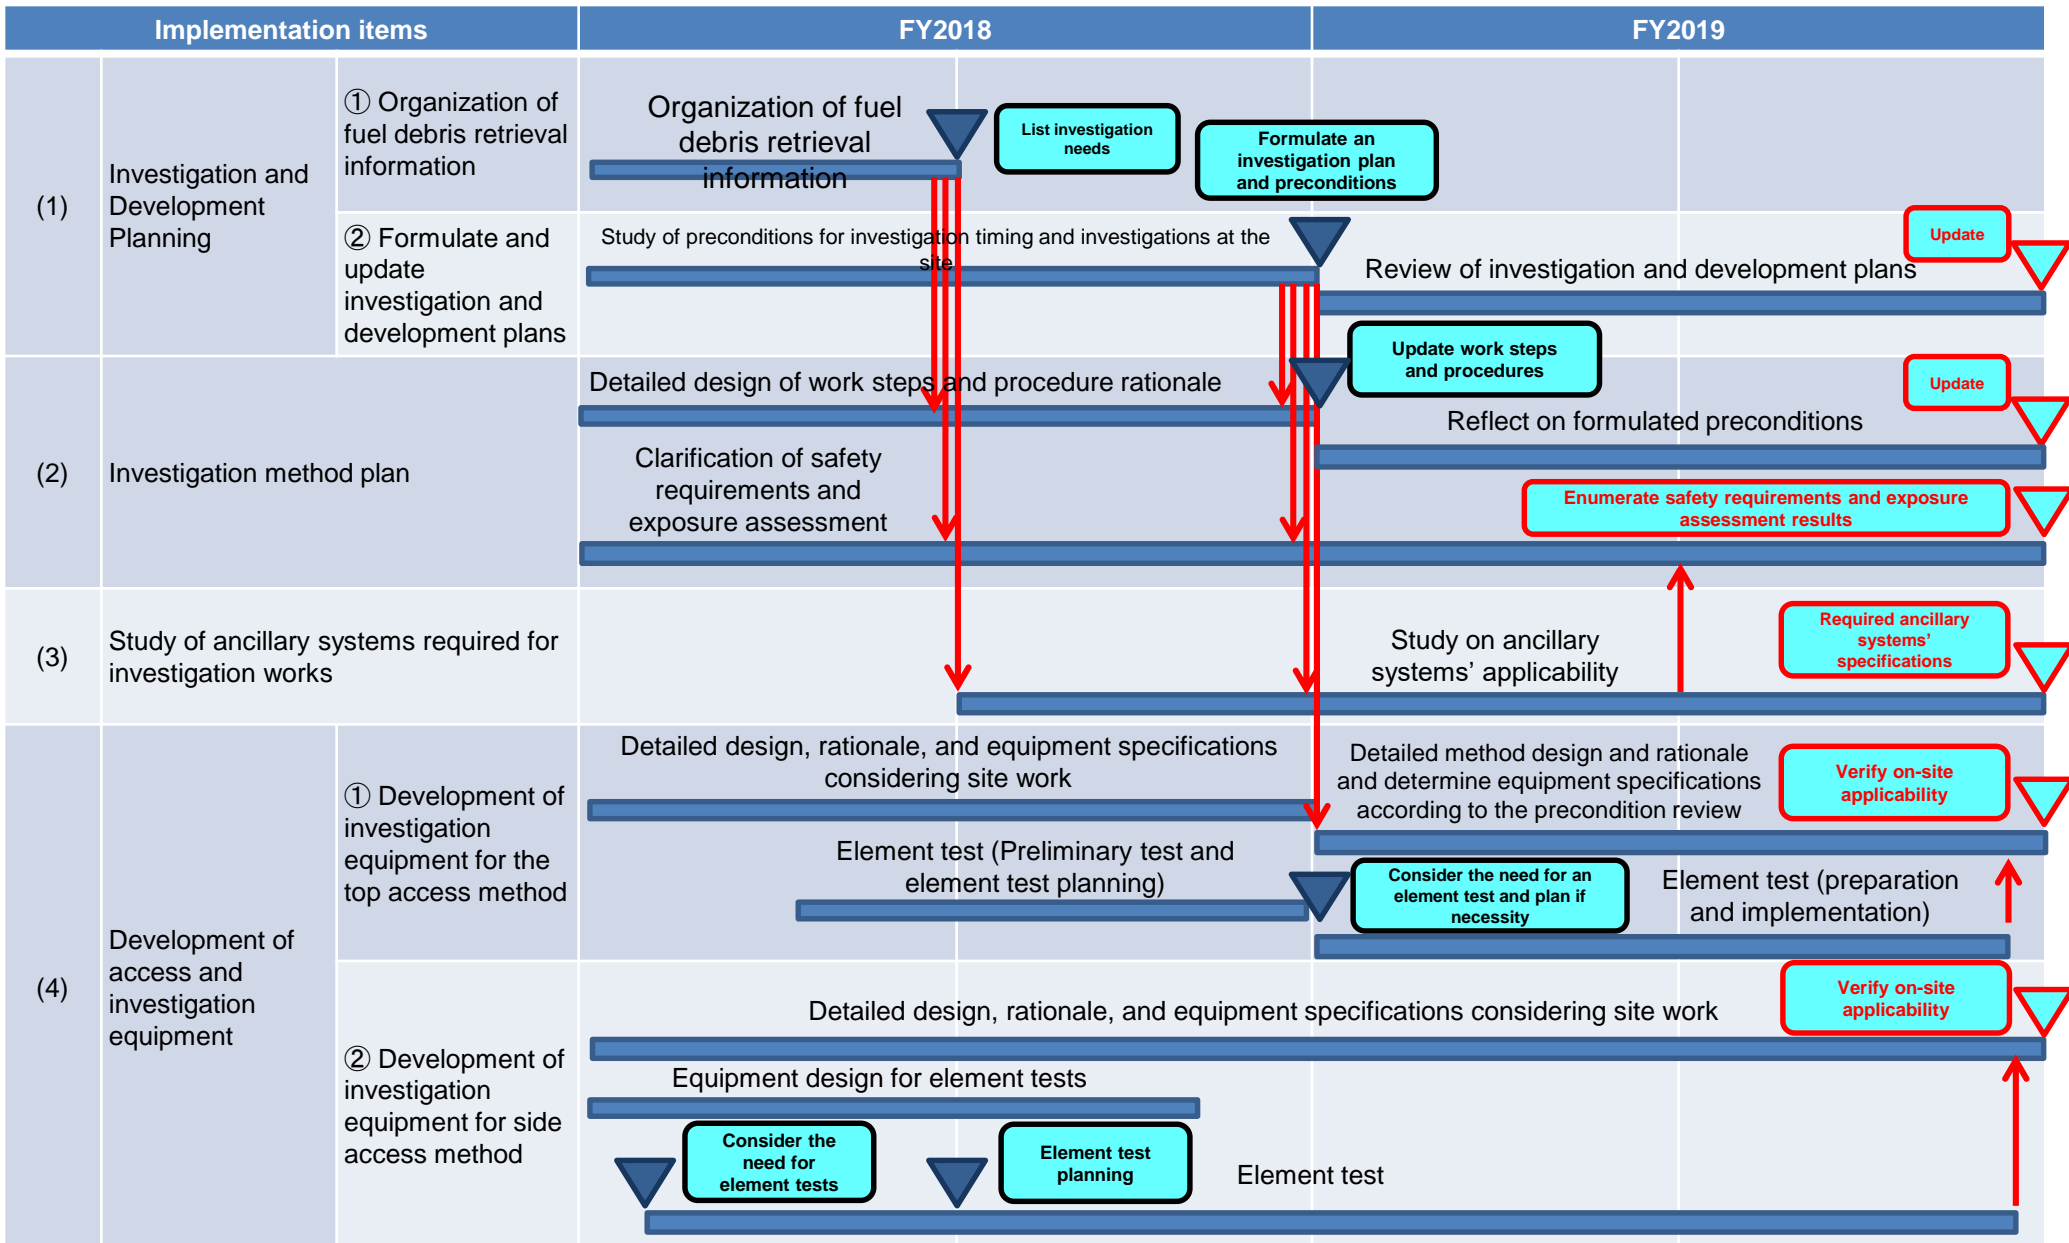 Implementation items
FY2018
FY2019
(1)
Investigation and
Development
Planning
① Organization of
fuel debris retrieval
information
Organization of fuel
debris retrieval
information
List investigation
needs
Formulate an
investigation plan
and preconditions
② Formulate and
update
investigation and
development plans
Study of preconditions for investigation timing and investigations at the
site
Review of investigation and development plans
Update
(2)
Investigation method plan
Detailed design of work steps and procedure rationale
Update work steps
and procedures
Reflect on formulated preconditions
Update
Clarification of safety
requirements and
exposure assessment
Enumerate safety requirements and exposure
assessment results
(3)
Study of ancillary systems required for
investigation works
Study on ancillary
systems’ applicability
Required ancillary
systems’
specifications
(4)
Development of
access and
investigation
equipment
① Development of
investigation
equipment for the
top access method
Detailed design, rationale, and equipment specifications
considering site work
Detailed method design and rationale
and determine equipment specifications
according to the precondition review
Verify on-site
applicability
Element test (Preliminary test and
element test planning)
Consider the need for an
element test and plan if
necessity
Element test (preparation
and implementation)
② Development of
investigation
equipment for side
access method
Detailed design, rationale, and equipment specifications considering site work
Verify on-site
applicability
Equipment design for element tests
Consider the
need for
element tests
Element test
planning
Element test